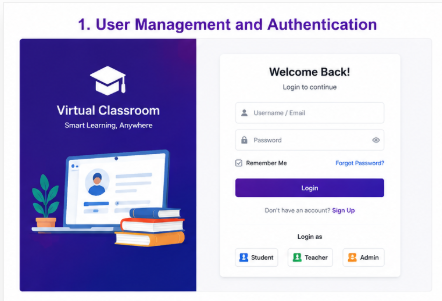 1. User Management and Authentication
Virtual Classroom
Smart Learning, Anywhere
Welcome Back!
Login to continue
Username / Email
Password
Remember Me
Forgot Password?
Login
Don't have an account? Sign Up
Login as
Student
Teacher
Admin